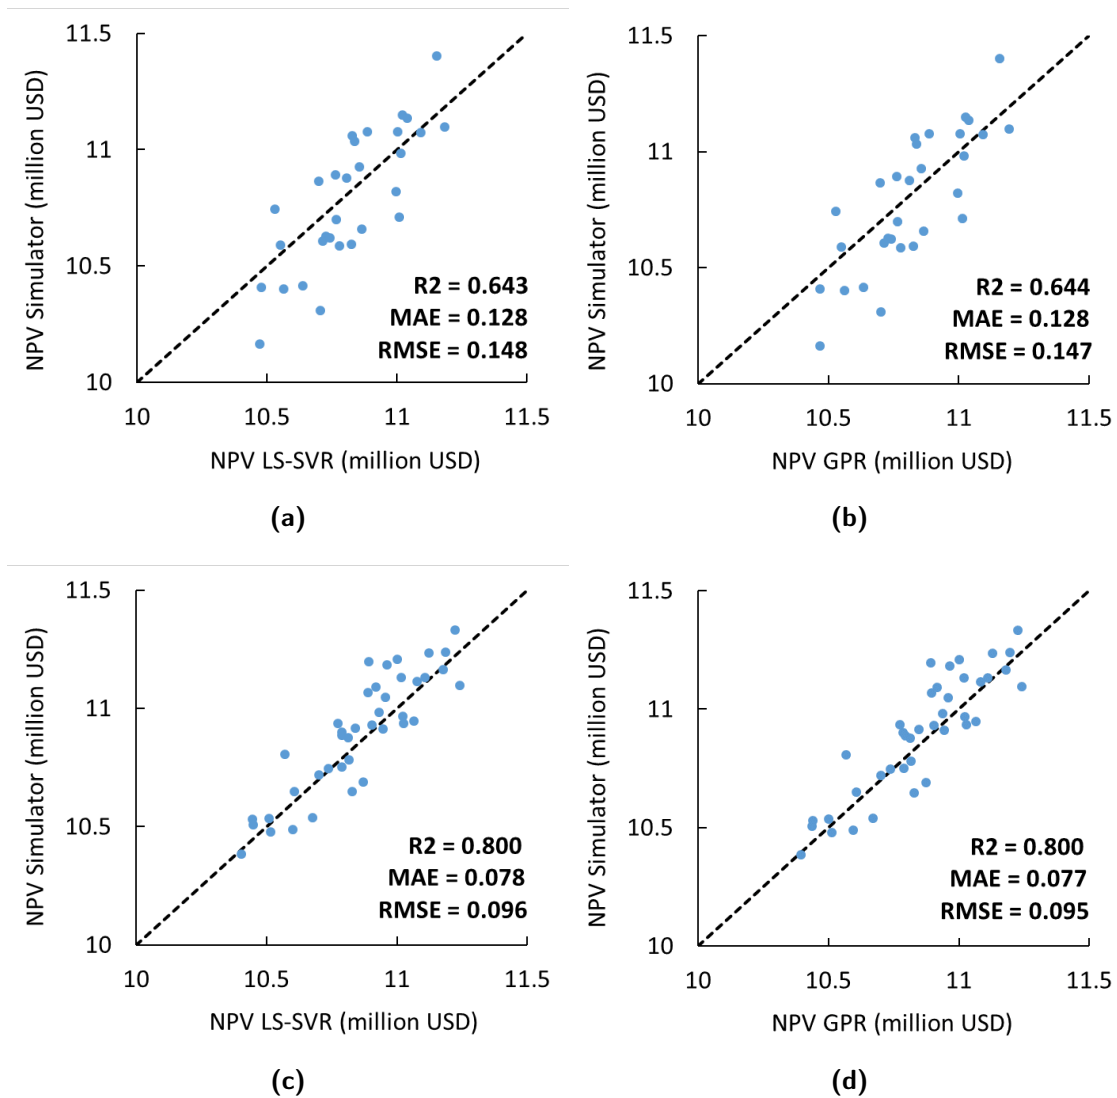 11.5
11
10.5
10
NPV Simulator (million USD)
R2 = 0.643
MAE = 0.128
RMSE = 0.148
10 10.5 11 11.5
NPV LS-SVR (million USD)
(a)
11.5
11
10.5
10
NPV Simulator (million USD)
R2 = 0.644
MAE = 0.128
RMSE = 0.147
10 10.5 11 11.5
NPV GPR (million USD)
(b)
11.5
11
10.5
10
NPV Simulator (million USD)
R2 = 0.800
MAE = 0.078
RMSE = 0.096
10 10.5 11 11.5
NPV LS-SVR (million USD)
(c)
11.5
11
10.5
10
NPV Simulator (million USD)
R2 = 0.800
MAE = 0.077
RMSE = 0.095
10 10.5 11 11.5
NPV GPR (million USD)
(d)